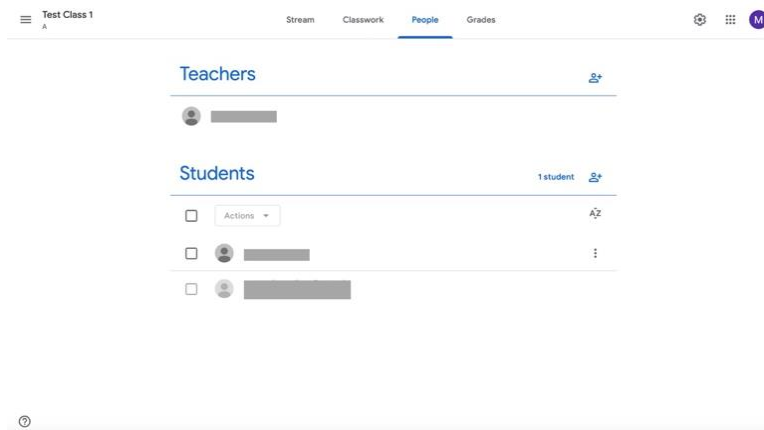 Test Class 1
A
Stream Classwork People Grades
M
Teachers
Students
1 student
Actions
AZ